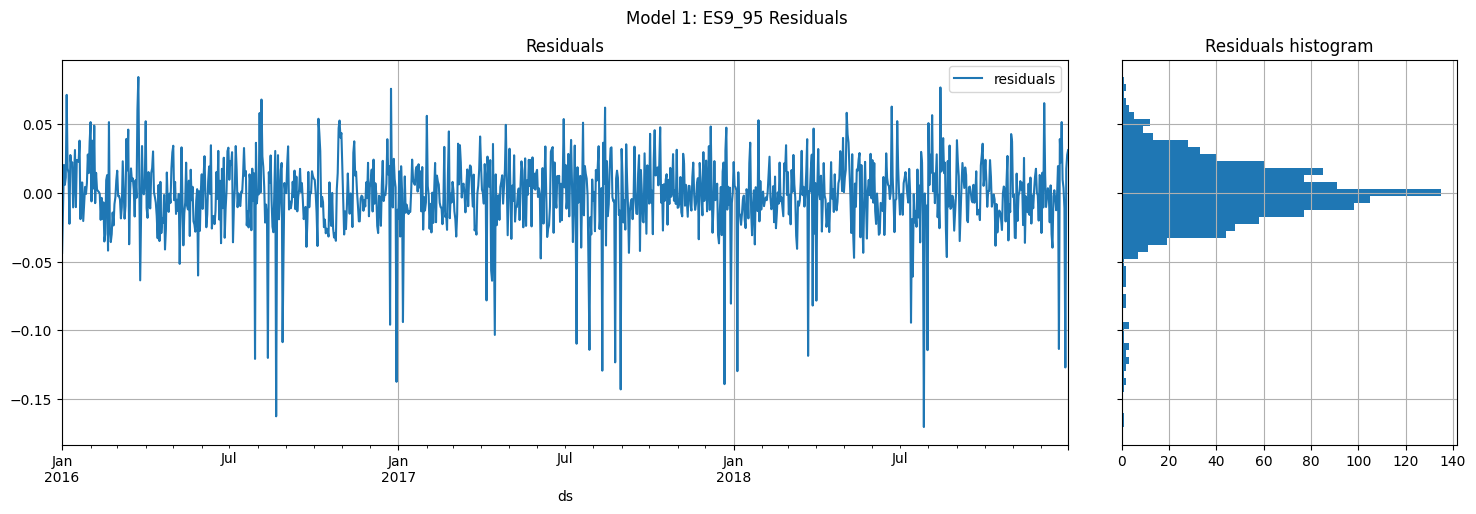 Model 1: ES9_95 Residuals
Residuals
residuals
0.05
0.00
−0.05
−0.10
−0.15
Jan
2016
Jul
Jan
2017
Jul
Jan
2018
Jul
ds
Residuals histogram
0 20 40 60 80 100 120 140